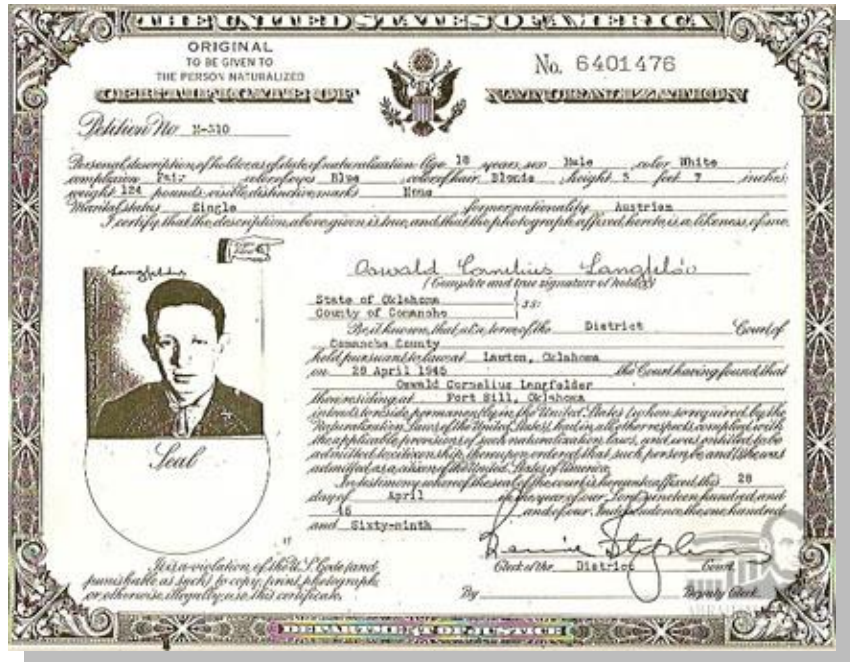 THE UNITED STATES OF AMERICA
ORIGINAL
TO BE GIVEN TO
THE PERSON NATURALIZED
No. 6401476
CERTIFICATE OF NATURALIZATION
Petition No N-310
Personal description of holder as of date of naturalization: Age 18 years; sex Male color White;
complexion Fair color of eyes Blue color of hair Blonde height 5 feet 7 inches;
weight 124 pounds; visible distinctive marks None
Marital status Single former nationality Austrian
I certify that the description above given is true, and that the photograph affixed hereto is a likeness of me.
Langfelder
Oswald Cornelius Langfelder
(Complete and true signature of holder)
State of Oklahoma
County of Comanche } ss:
Be it known, that at a term of the District Court of
Comanche County
held pursuant to law at Lawton, Oklahoma
on 28 April 1945 the Court having found that
Oswald Cornelius Langfelder
then residing at Fort Sill, Oklahoma
intends to reside permanently in the United States (when so required by the
Naturalization Laws of the United States), had in all other respects complied with
the applicable provisions of such naturalization laws, and was entitled to be
admitted to citizenship, thereupon ordered that such person be and (s)he was
admitted as a citizen of the United States of America.
In testimony whereof the seal of the court is hereunto affixed this 28
day of April in the year of our Lord nineteen hundred and
45 and of our Independence the one hundred
and Sixty-ninth
Seal
It is a violation of the U.S. Code (and
punishable as such) to copy, print, photograph,
or otherwise illegally use this certificate.
Clerk of the District Court.
By Deputy Clerk.
DEPARTMENT OF JUSTICE